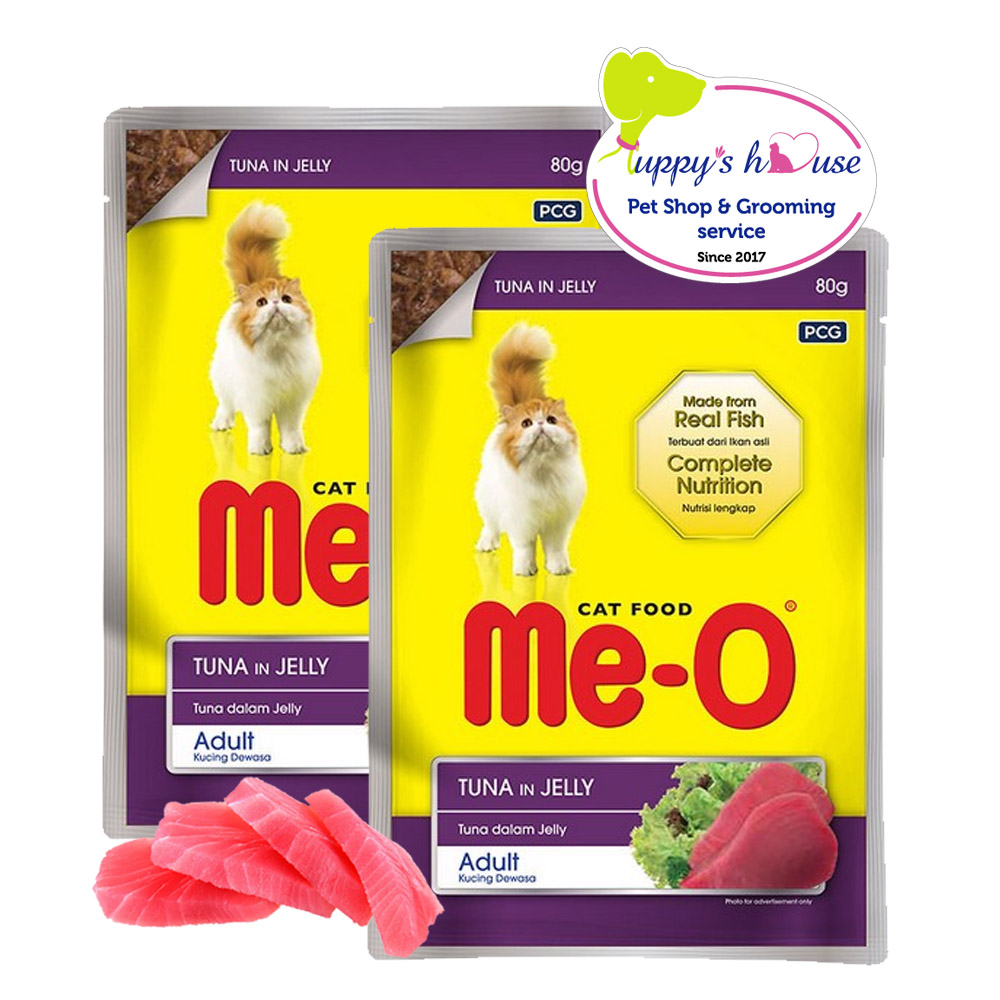 TUNA IN JELLY
80g
PCG
CAT
Me
TUNA IN JELLY
Tuna dalam Jelly
Adult
Kucing Dewasa
Puppy's house
Pet Shop & Grooming
service
Since 2017
TUNA IN JELLY
80g
PCG
Made from
Real Fish
Terbuat dari Ikan asli
Complete
Nutrition
Nutrisi lengkap
CAT FOOD
Me-O®
TUNA IN JELLY
Tuna dalam Jelly
Adult
Kucing Dewasa
Photo for advertisement only